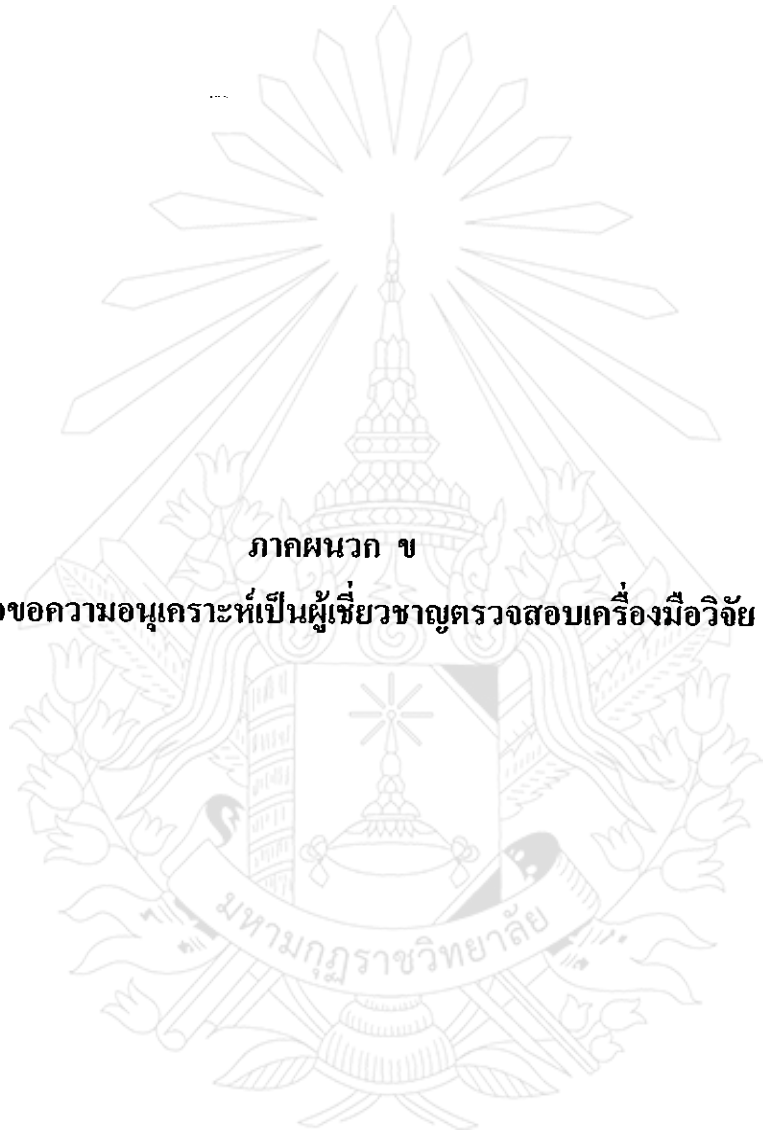 ภาคผนวก ข
ขอความอนุเคราะห์เป็นผู้เชี่ยวชาญตรวจสอบเครื่องมือวิจัย
มหามกุฏราชวิทยาลัย